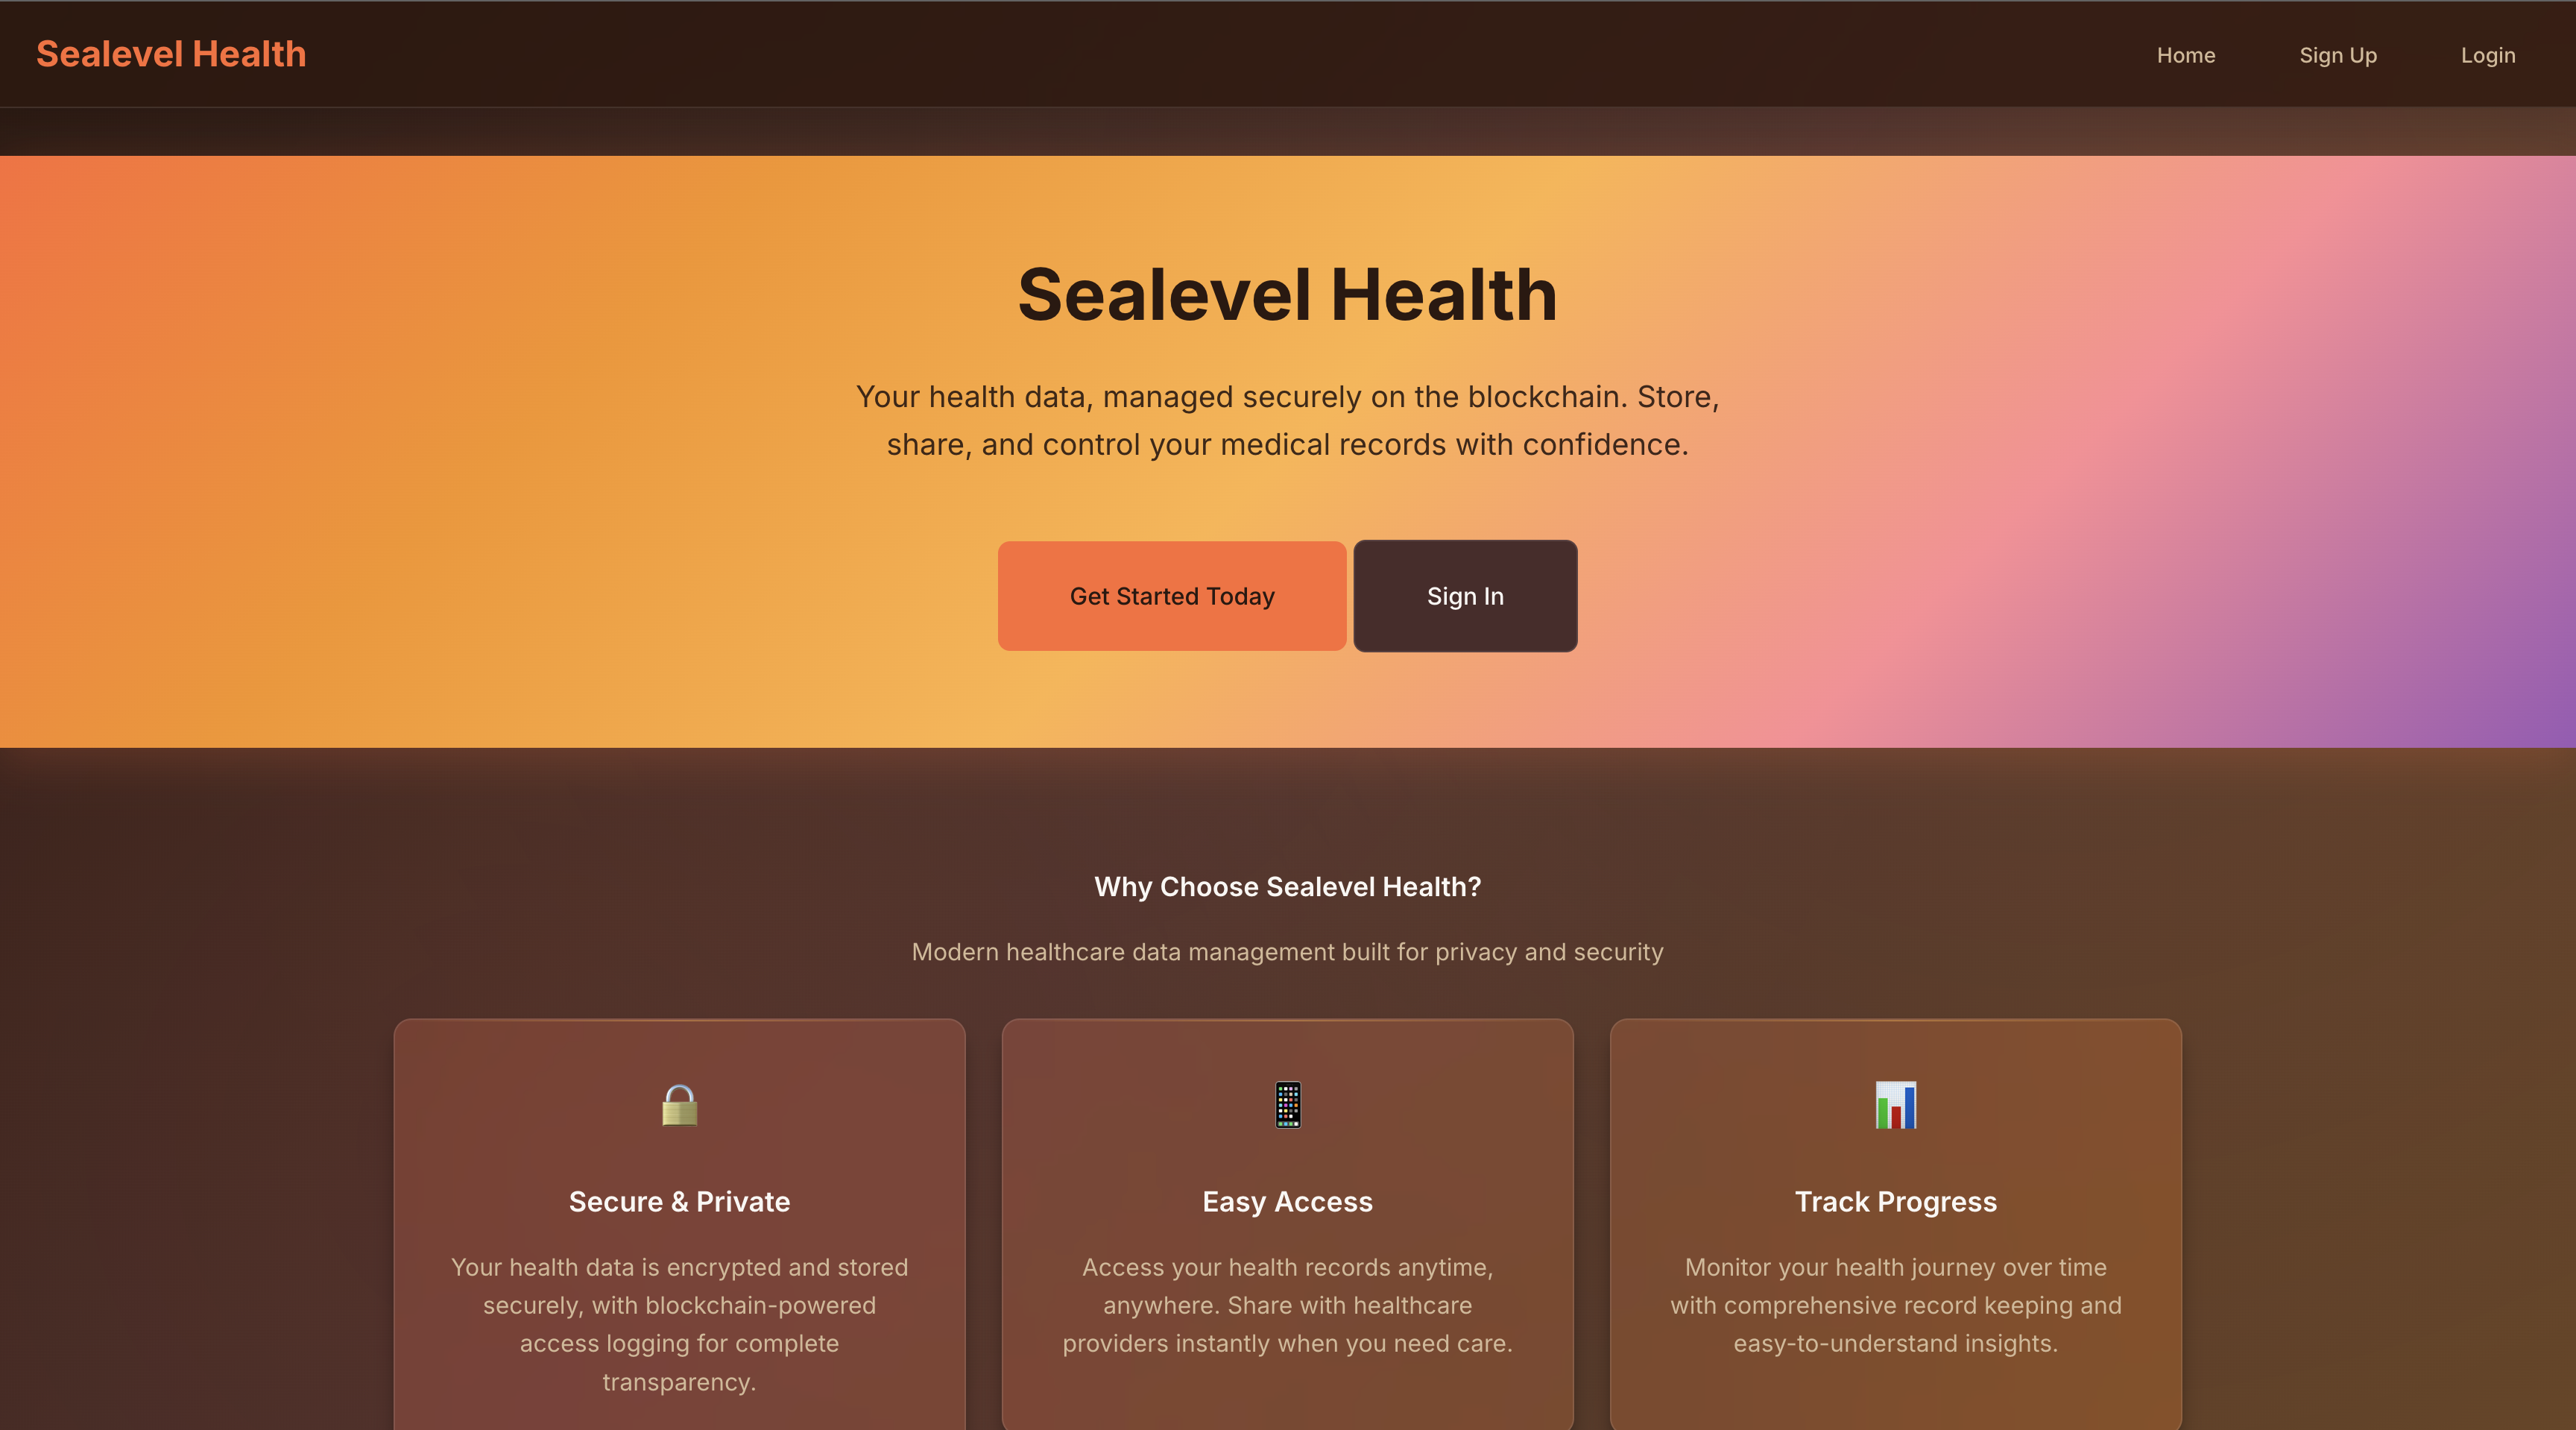 Sealevel Health
Home
Sign Up
Login
Sealevel Health
Your health data, managed securely on the blockchain. Store,
share, and control your medical records with confidence.
Get Started Today
Sign In
Why Choose Sealevel Health?
Modern healthcare data management built for privacy and security
Secure & Private
Your health data is encrypted and stored
securely, with blockchain-powered
access logging for complete
transparency.
Easy Access
Access your health records anytime,
anywhere. Share with healthcare
providers instantly when you need care.
Track Progress
Monitor your health journey over time
with comprehensive record keeping and
easy-to-understand insights.